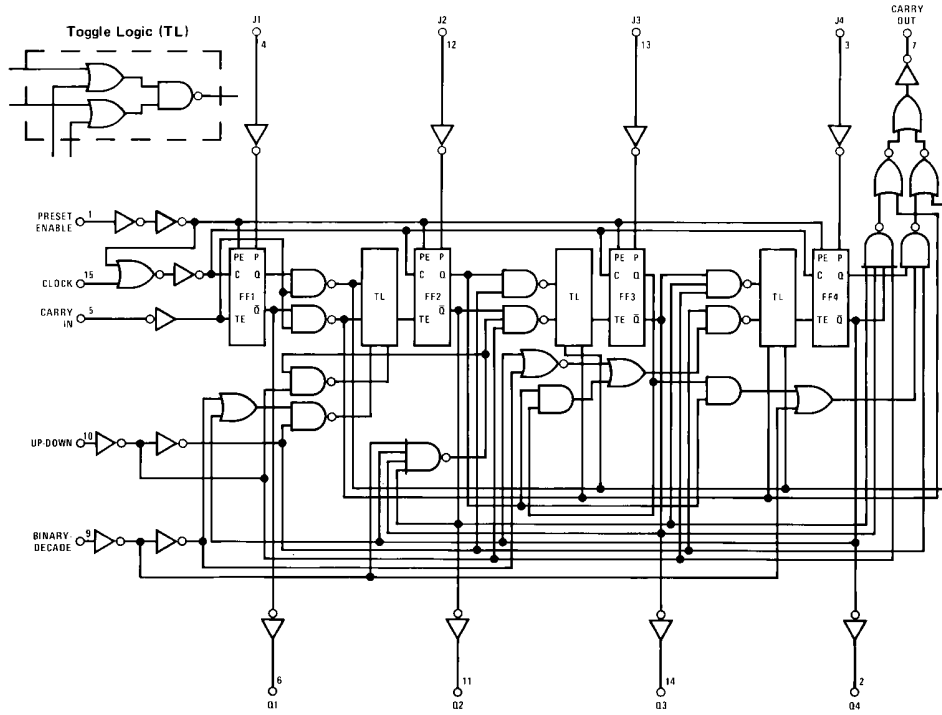 Toggle Logic (TL)
J1
4
J2
12
J3
13
J4
3
CARRY
OUT
7
PRESET
ENABLE
1
CLOCK
15
CARRY
IN
5
PE P
C Q
FF1
TE Q̅
TL
PE P
C Q
FF2
TE Q̅
TL
PE P
C Q
FF3
TE Q̅
TL
PE P
C Q
FF4
TE Q̅
UP-DOWN
10
BINARY-
DECADE
9
6
Q1
11
Q2
14
Q3
2
Q4